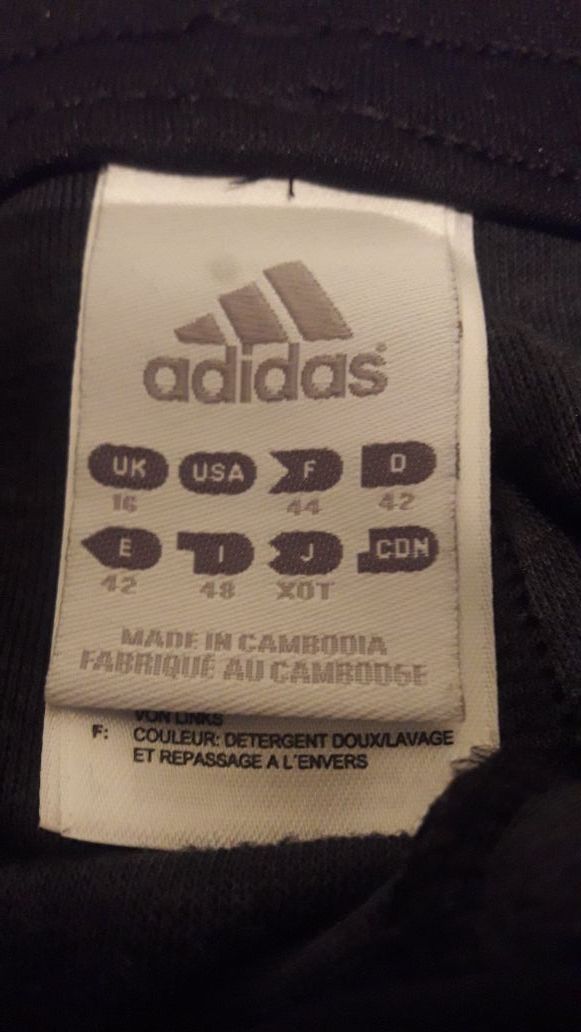 adidas
UK USA F D
16 44 42
E I J CDN
42 48 XOT
MADE IN CAMBODIA
FABRIQUÉ AU CAMBODGE
VON LINKS
F: COULEUR: DETERGENT DOUX/LAVAGE
ET REPASSAGE A L'ENVERS